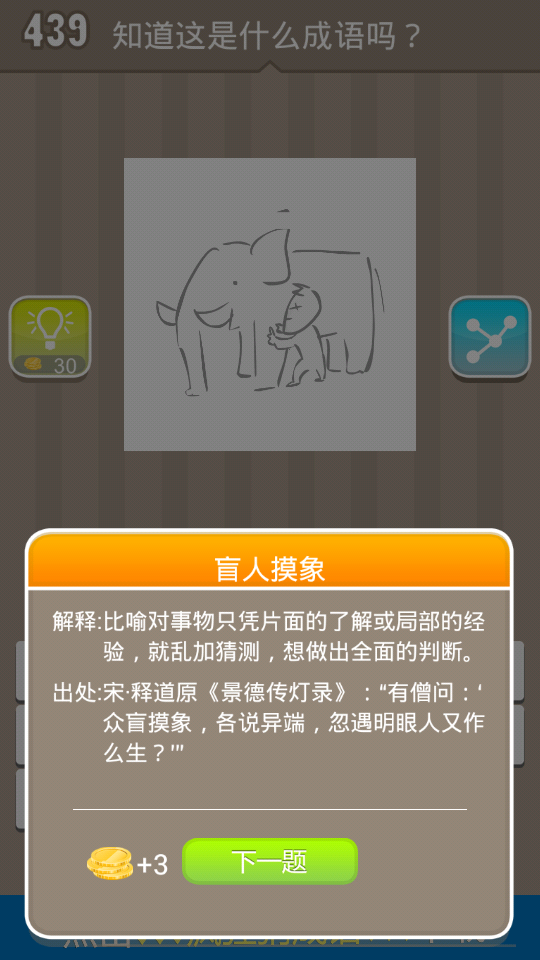 439 知道这是什么成语吗？
30
盲人摸象
解释:比喻对事物只凭片面的了解或局部的经
验，就乱加猜测，想做出全面的判断。
出处:宋·释道原《景德传灯录》：“有僧问：‘
众盲摸象，各说异端，忽遇明眼人又作
么生？’”
+3 下一题